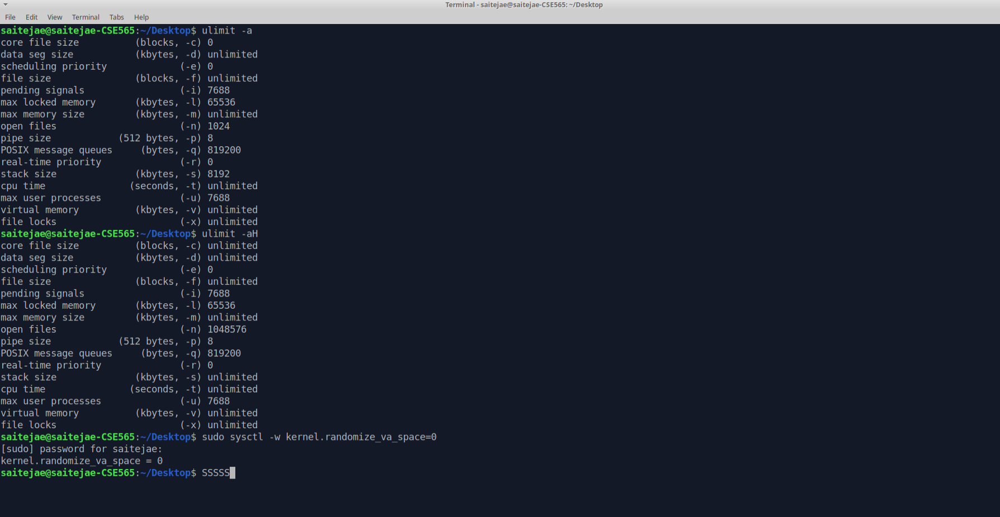 Terminal - saitejae@saitejae-CSE565: ~/Desktop
File Edit View Terminal Tabs Help
saitejae@saitejae-CSE565:~/Desktop$ ulimit -a
core file size          (blocks, -c) 0
data seg size           (kbytes, -d) unlimited
scheduling priority             (-e) 0
file size               (blocks, -f) unlimited
pending signals                 (-i) 7688
max locked memory       (kbytes, -l) 65536
max memory size         (kbytes, -m) unlimited
open files                      (-n) 1024
pipe size            (512 bytes, -p) 8
POSIX message queues     (bytes, -q) 819200
real-time priority              (-r) 0
stack size              (kbytes, -s) 8192
cpu time               (seconds, -t) unlimited
max user processes              (-u) 7688
virtual memory          (kbytes, -v) unlimited
file locks                      (-x) unlimited
saitejae@saitejae-CSE565:~/Desktop$ ulimit -aH
core file size          (blocks, -c) unlimited
data seg size           (kbytes, -d) unlimited
scheduling priority             (-e) 0
file size               (blocks, -f) unlimited
pending signals                 (-i) 7688
max locked memory       (kbytes, -l) 65536
max memory size         (kbytes, -m) unlimited
open files                      (-n) 1048576
pipe size            (512 bytes, -p) 8
POSIX message queues     (bytes, -q) 819200
real-time priority              (-r) 0
stack size              (kbytes, -s) unlimited
cpu time               (seconds, -t) unlimited
max user processes              (-u) 7688
virtual memory          (kbytes, -v) unlimited
file locks                      (-x) unlimited
saitejae@saitejae-CSE565:~/Desktop$ sudo sysctl -w kernel.randomize_va_space=0
[sudo] password for saitejae:
kernel.randomize_va_space = 0
saitejae@saitejae-CSE565:~/Desktop$ SSSSS